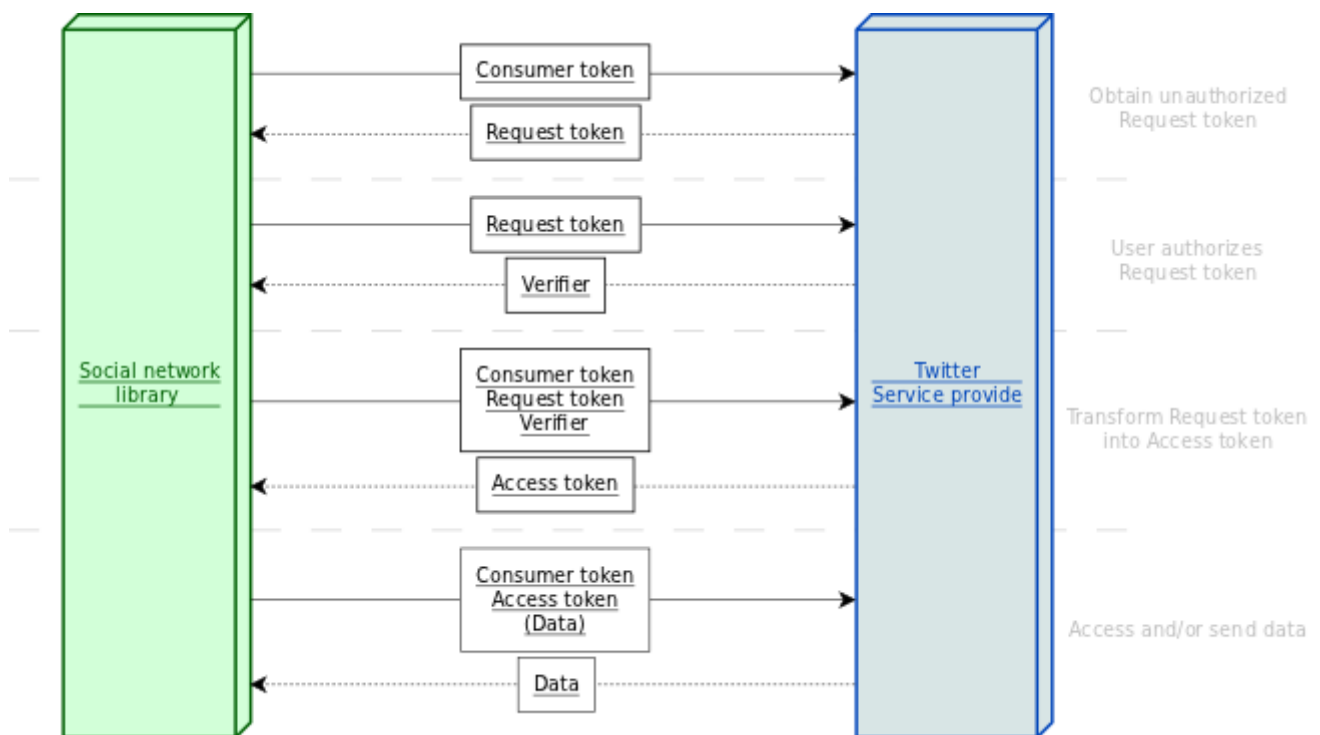 Consumer token
Request token
Obtain unauthorized
Request token
Request token
Verifier
User authorizes
Request token
Social network
library
Consumer token
Request token
Verifier
Access token
Twitter
Service provide
Transform Request token
into Access token
Consumer token
Access token
(Data)
Data
Access and/or send data